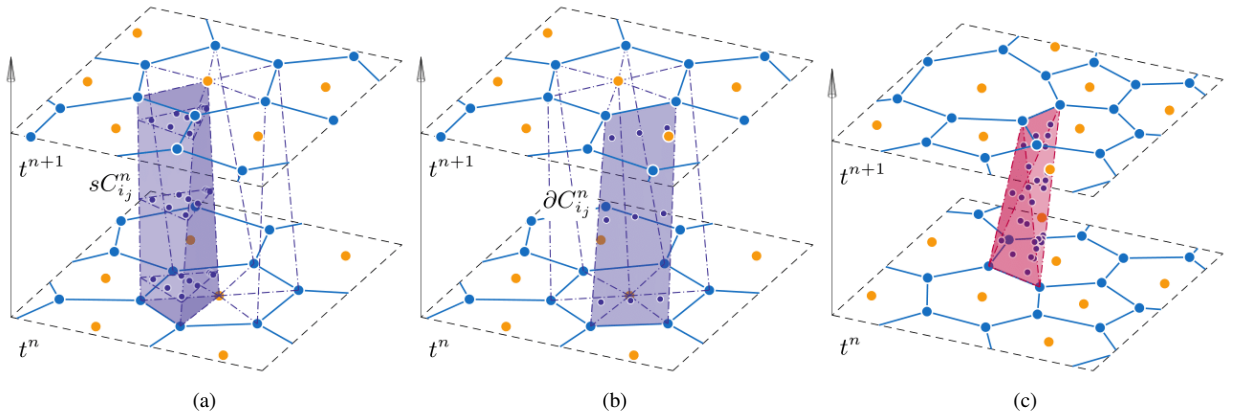 t^{n+1}
sC^n_{i_j}
t^n
(a)
t^{n+1}
∂C^n_{i_j}
t^n
(b)
t^{n+1}
t^n
(c)